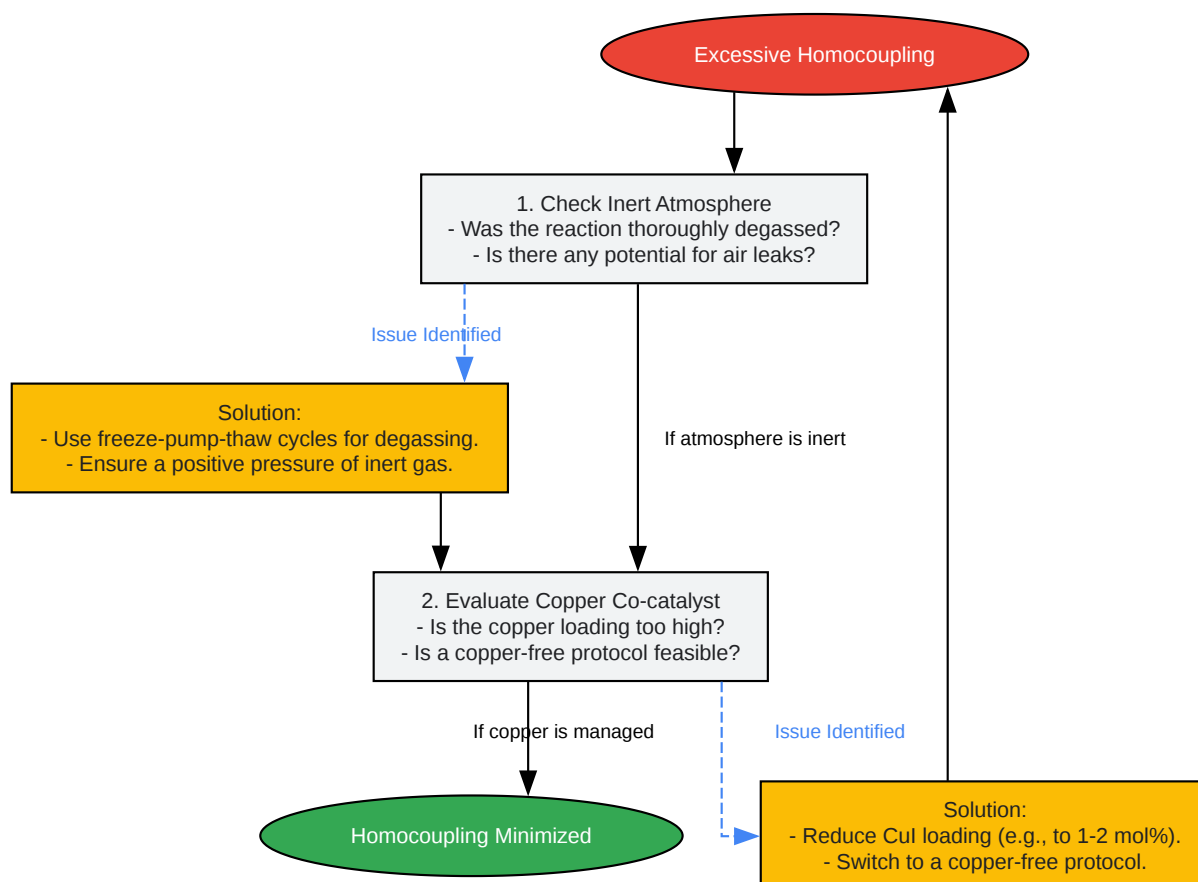 Excessive Homocoupling
1. Check Inert Atmosphere
- Was the reaction thoroughly degassed?
- Is there any potential for air leaks?
Issue Identified
Solution:
- Use freeze-pump-thaw cycles for degassing.
- Ensure a positive pressure of inert gas.
If atmosphere is inert
2. Evaluate Copper Co-catalyst
- Is the copper loading too high?
- Is a copper-free protocol feasible?
If copper is managed
Issue Identified
Homocoupling Minimized
Solution:
- Reduce CuI loading (e.g., to 1-2 mol%).
- Switch to a copper-free protocol.